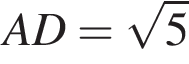 AD = √5